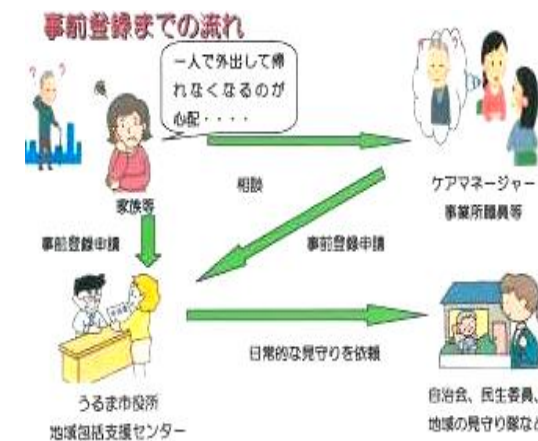 事前登録までの流れ
一人で外出して帰
れなくなるのが
心配・・・・
相談
ケアマネージャー
事業所職員等
家族等
事前登録申請
事前登録申請
日常的な見守りを依頼
うるま市役所
地域包括支援センター
自治会、民生委員、
地域の見守り隊など